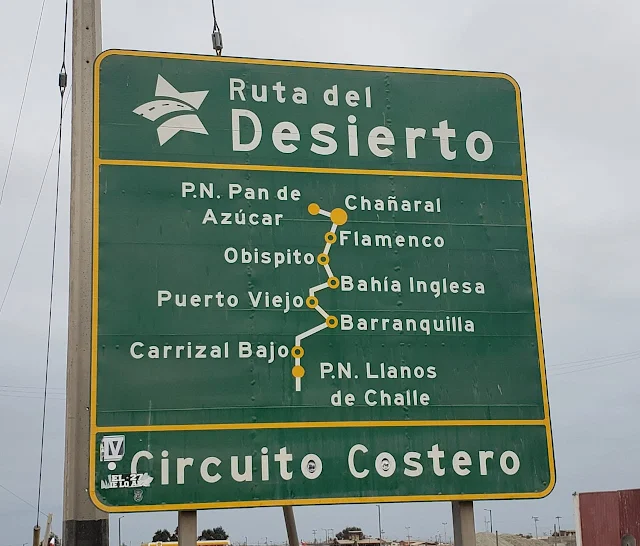 Ruta del
Desierto
P.N. Pan de
Azúcar
Chañaral
Flamenco
Obispito
Bahía Inglesa
Puerto Viejo
Barranquilla
Carrizal Bajo
P.N. Llanos
de Challe
Circuito Costero